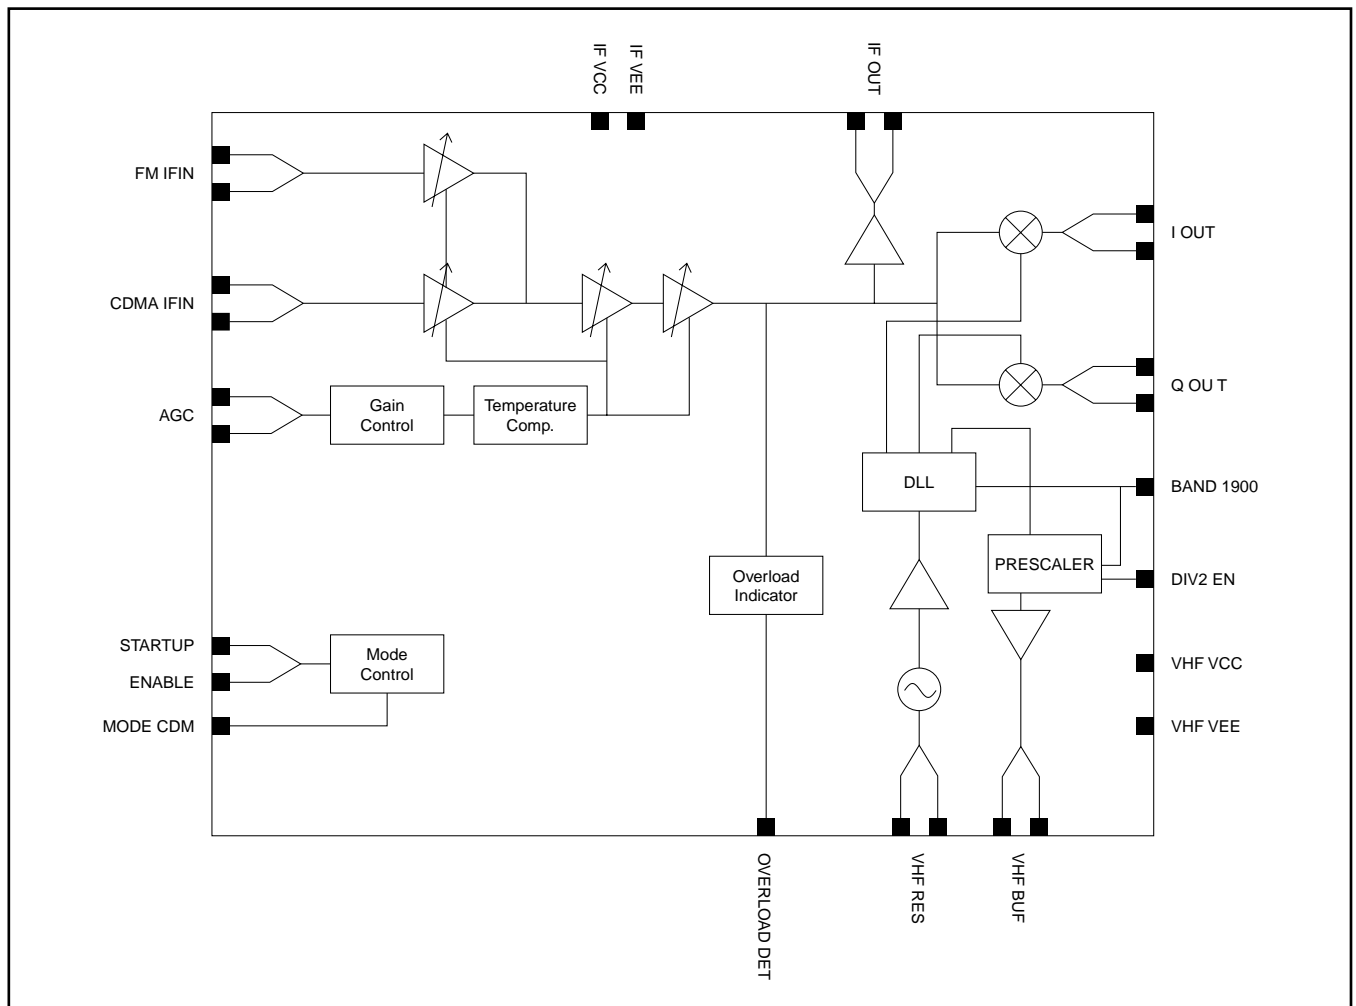 IF VCC
IF VEE
IF OUT
FM IFIN
I OUT
CDMA IFIN
Q OU T
AGC
Gain
Control
Temperature
Comp.
DLL
BAND 1900
PRESCALER
DIV2 EN
Overload
Indicator
STARTUP
Mode
Control
ENABLE
VHF VCC
MODE CDM
VHF VEE
OVERLOAD DET
VHF RES
VHF BUF